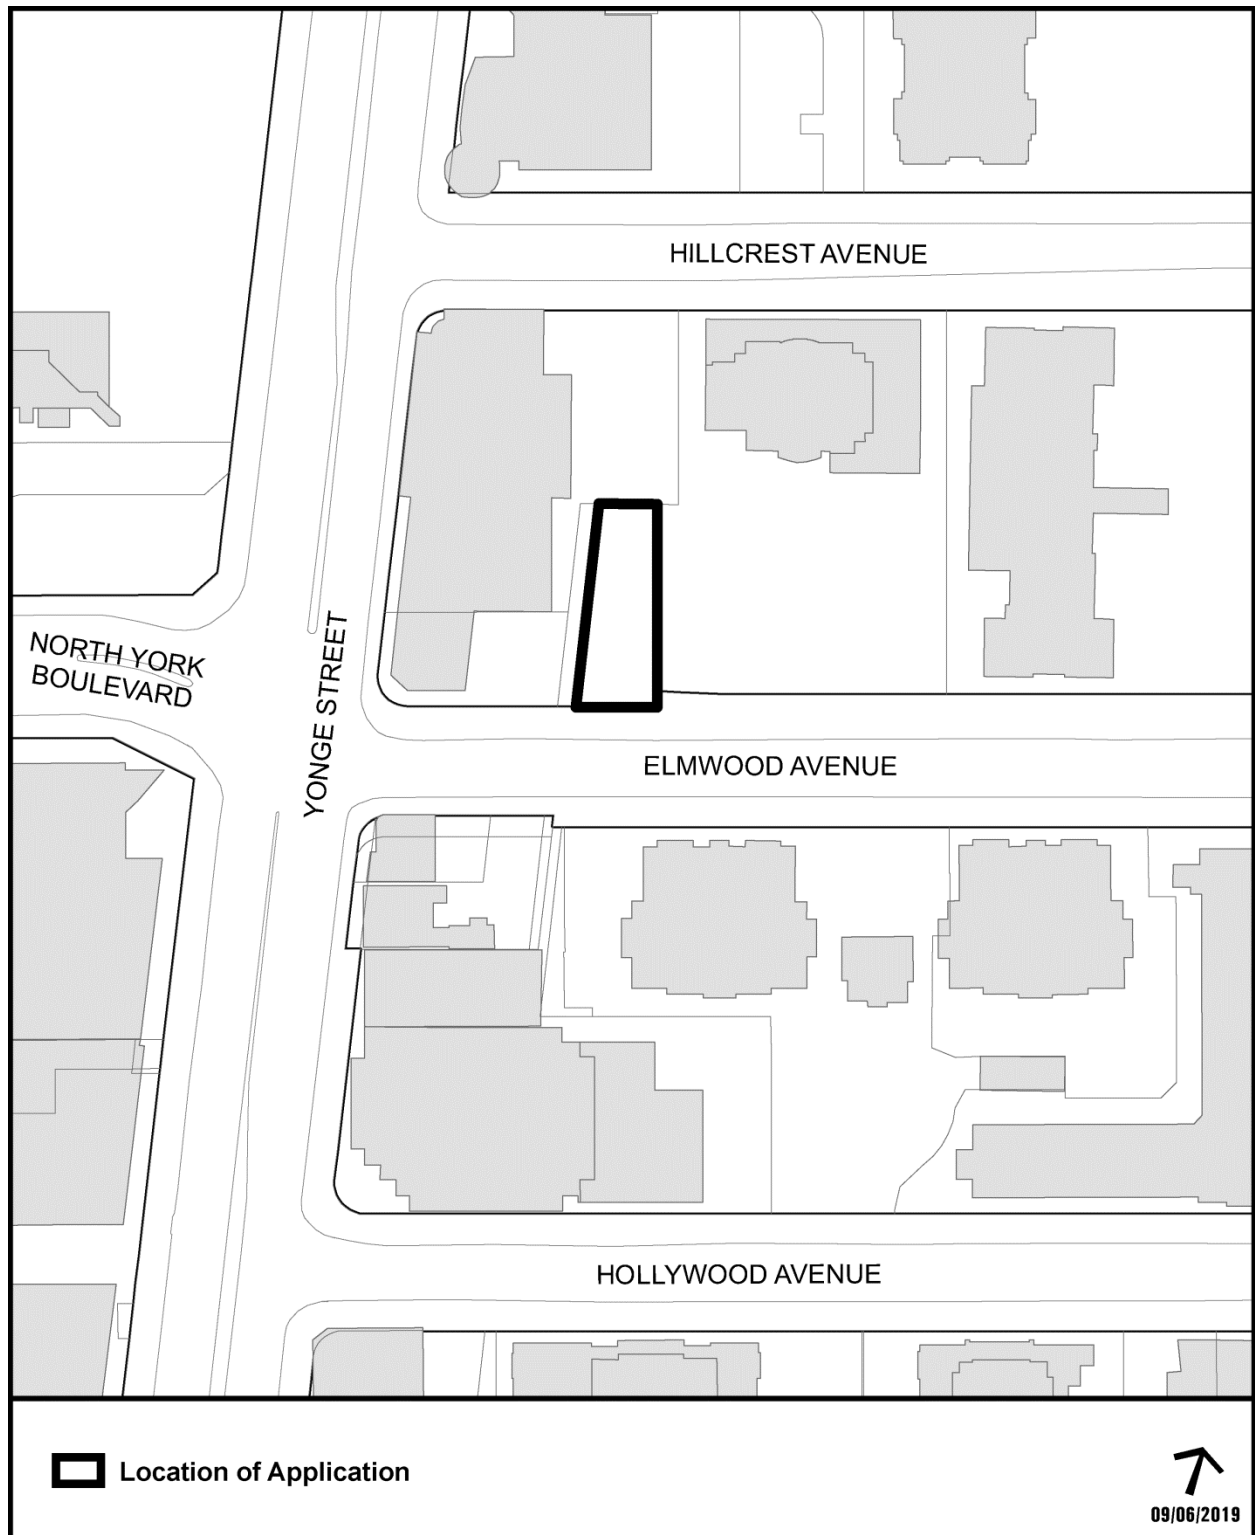 HILLCREST AVENUE
NORTH YORK
BOULEVARD
YONGE STREET
ELMWOOD AVENUE
HOLLYWOOD AVENUE
Location of Application
09/06/2019